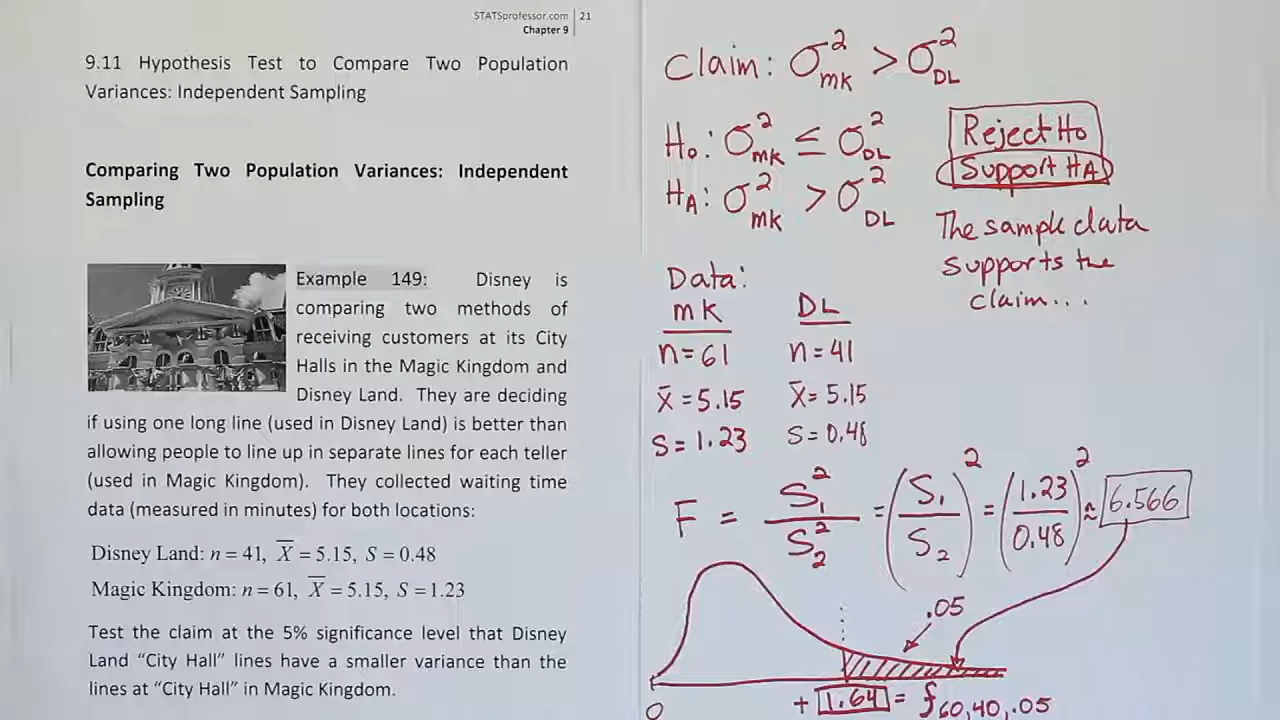 STATSprofessor.com 21
Chapter 9
9.11 Hypothesis Test to Compare Two Population
Variances: Independent Sampling
Comparing Two Population Variances: Independent
Sampling
Example 149: Disney is
comparing two methods of
receiving customers at its City
Halls in the Magic Kingdom and
Disney Land. They are deciding
if using one long line (used in Disney Land) is better than
allowing people to line up in separate lines for each teller
(used in Magic Kingdom). They collected waiting time
data (measured in minutes) for both locations:
Disney Land: n = 41, X̄ = 5.15, S = 0.48
Magic Kingdom: n = 61, X̄ = 5.15, S = 1.23
Test the claim at the 5% significance level that Disney
Land "City Hall" lines have a smaller variance than the
lines at "City Hall" in Magic Kingdom.
Claim: σ²MK > σ²DL
H₀: σ²MK ≤ σ²DL
HA: σ²MK > σ²DL
Reject H₀
Support HA
The sample data
supports the
claim...
Data:
MK DL
n=61 n=41
X̄=5.15 X̄=5.15
S=1.23 S=0.48
F = S₁²/S₂² = (S₁/S₂)² = (1.23/0.48)² ≈ 6.566
.05
0 + 1.64 = f60,40,.05